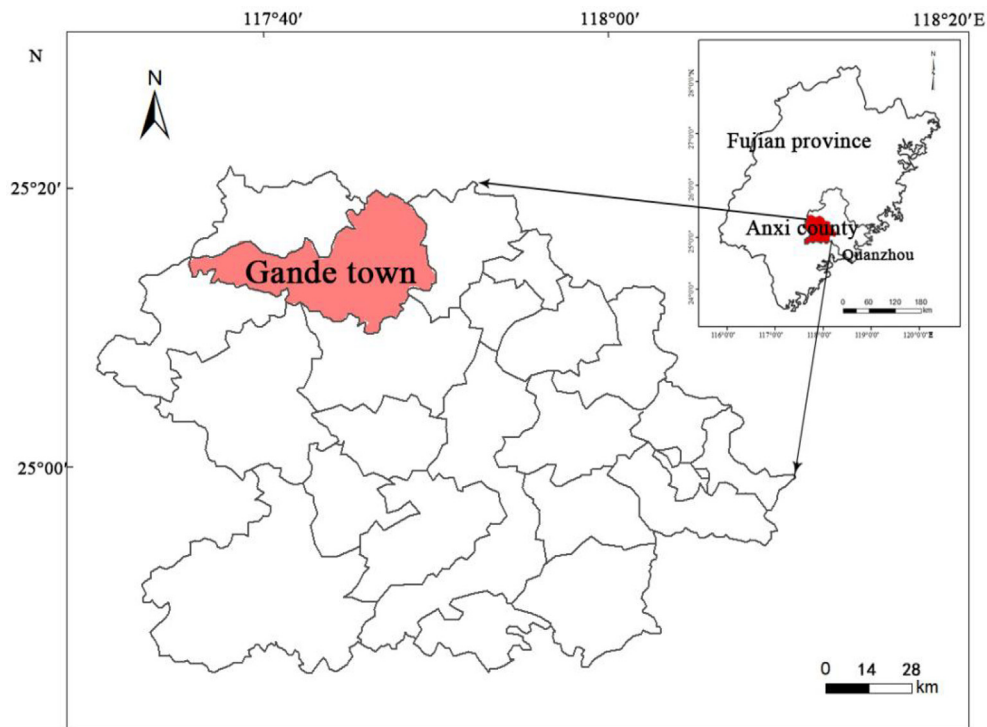 117°40′ 118°00′ 118°20′E
N
N
25°20′
25°00′
Gande town
N
Fujian province
Anxi county
Quanzhou
0 60 120 180
km
116°0'0" 117°0'0" 118°0'0" 119°0'0" 120°0'0"E
0 14 28
km